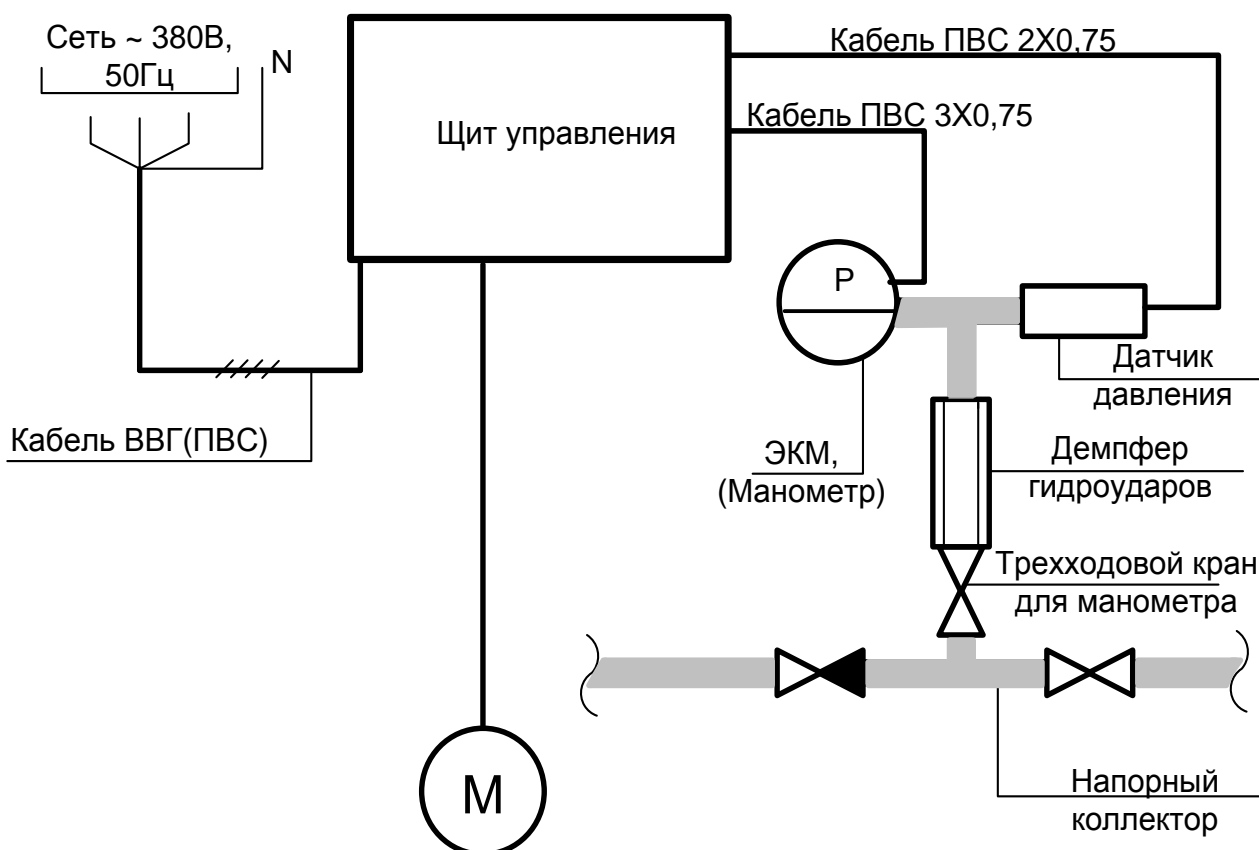 Сеть ~ 380В,
50Гц
N
Щит управления
Кабель ПВС 2Х0,75
Кабель ПВС 3Х0,75
P
Датчик
давления
Кабель ВВГ(ПВС)
ЭКМ,
(Манометр)
Демпфер
гидроударов
Трехходовой кран
для манометра
М
Напорный
коллектор